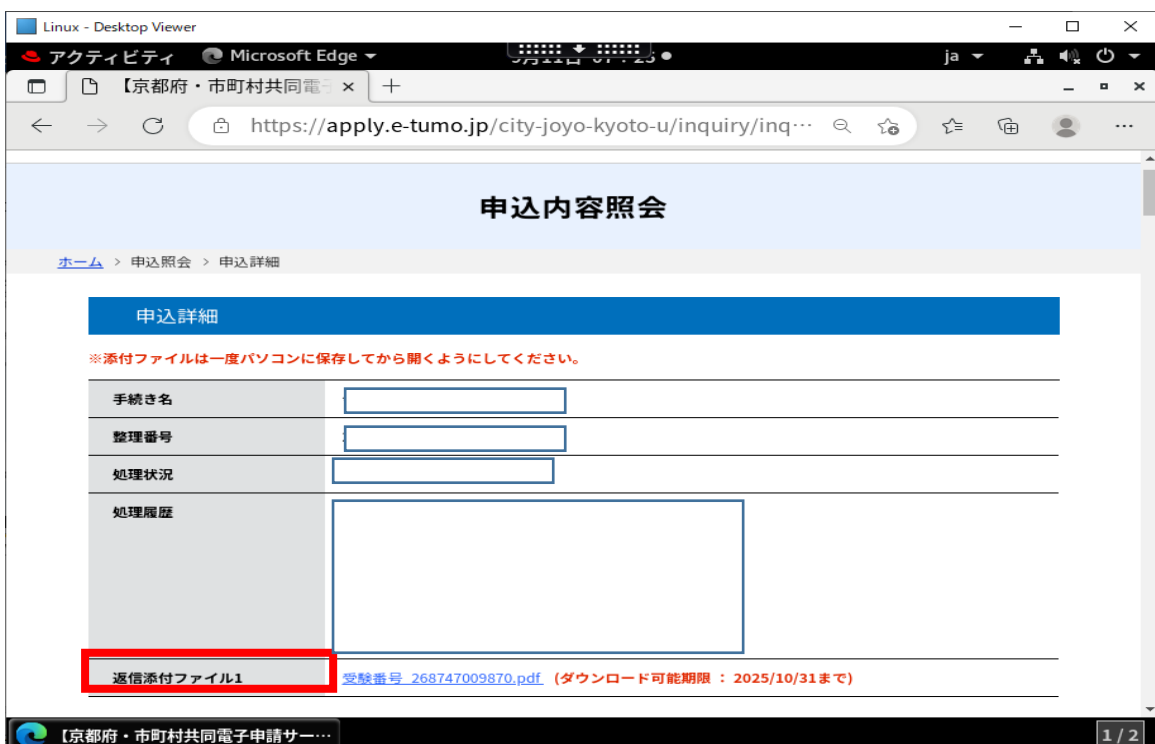 Linux - Desktop Viewer
アクティビティ Microsoft Edge ja
【京都府・市町村共同電子
https://apply.e-tumo.jp/city-joyo-kyoto-u/inquiry/inq…
申込内容照会
ホーム > 申込照会 > 申込詳細
申込詳細
※添付ファイルは一度パソコンに保存してから開くようにしてください。
手続き名
整理番号
処理状況
処理履歴
返信添付ファイル1 受験番号_268747009870.pdf (ダウンロード可能期限 : 2025/10/31まで)
【京都府・市町村共同電子申請サー… 1 / 2